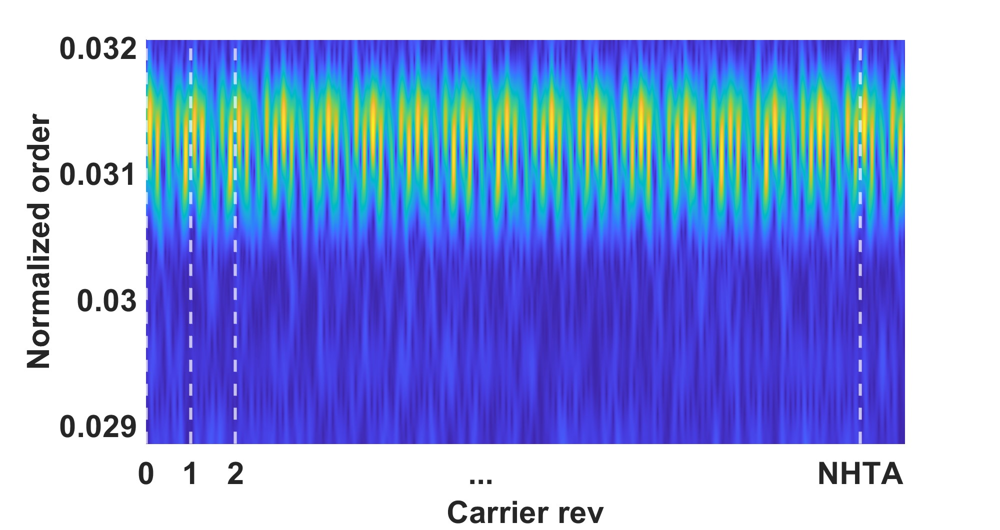 Normalized order
0.032
0.031
0.03
0.029
0 1 2 ... NHTA
Carrier rev